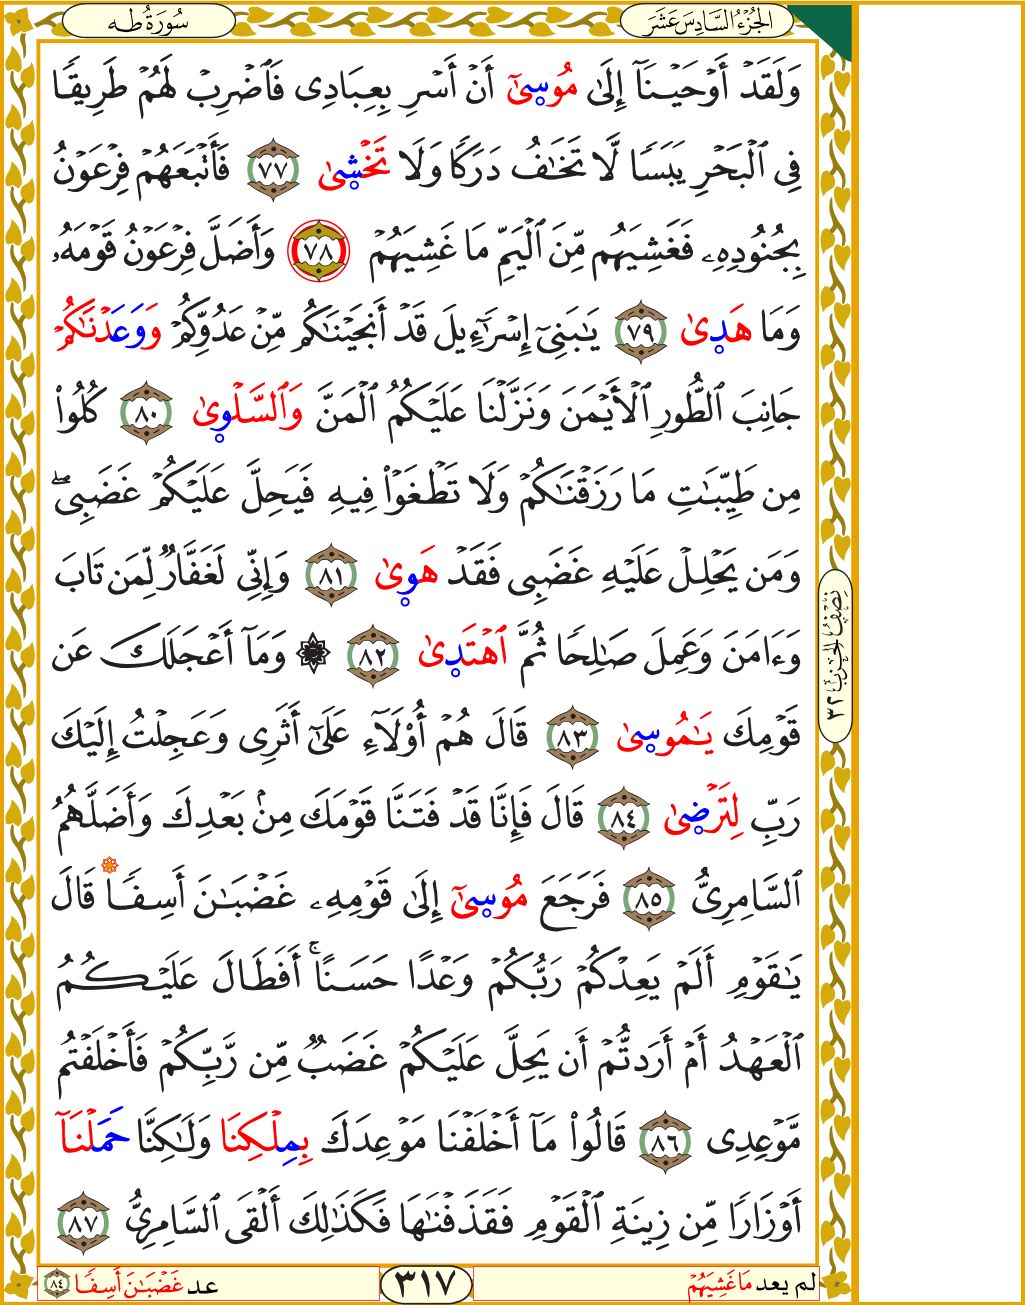 الجُزْءُ السَّادِسَ عَشَرَ
سُورَةُ طه
وَلَقَدْ أَوْحَيْنَآ إِلَىٰ مُوسِىٰٓ أَنْ أَسْرِ بِعِبَادِى فَٱضْرِبْ لَهُمْ طَرِيقًا
فِى ٱلْبَحْرِ يَبَسًا لَّا تَخَـٰفُ دَرَكًا وَلَا تَخْشِىٰ ٧٧ فَأَتْبَعَهُمْ فِرْعَوْنُ
بِجُنُودِهِۦ فَغَشِيَهُم مِّنَ ٱلْيَمِّ مَا غَشِيَهُمْ ٧٨ وَأَضَلَّ فِرْعَوْنُ قَوْمَهُۥ
وَمَا هَدِىٰ ٧٩ يَـٰبَنِىٓ إِسْرَٰٓءِيلَ قَدْ أَنجَيْنَـٰكُم مِّنْ عَدُوِّكُمْ وَوَعَدْنَـٰكُمْ
جَانِبَ ٱلطُّورِ ٱلْأَيْمَنَ وَنَزَّلْنَا عَلَيْكُمُ ٱلْمَنَّ وَٱلسَّلْوِىٰ ٨٠ كُلُوا۟
مِن طَيِّبَـٰتِ مَا رَزَقْنَـٰكُمْ وَلَا تَطْغَوْا۟ فِيهِ فَيَحِلَّ عَلَيْكُمْ غَضَبِى ۖ
وَمَن يَحْلِلْ عَلَيْهِ غَضَبِى فَقَدْ هَوِىٰ ٨١ وَإِنِّى لَغَفَّارٌ لِّمَن تَابَ
وَءَامَنَ وَعَمِلَ صَـٰلِحًا ثُمَّ ٱهْتَدِىٰ ٨٢ ۞ وَمَآ أَعْجَلَكَ عَن
قَوْمِكَ يَـٰمُوسِىٰ ٨٣ قَالَ هُمْ أُو۟لَآءِ عَلَىٰٓ أَثَرِى وَعَجِلْتُ إِلَيْكَ
رَبِّ لِتَرْضِىٰ ٨٤ قَالَ فَإِنَّا قَدْ فَتَنَّا قَوْمَكَ مِنۢ بَعْدِكَ وَأَضَلَّهُمُ
ٱلسَّامِرِىُّ ٨٥ فَرَجَعَ مُوسِىٰٓ إِلَىٰ قَوْمِهِۦ غَضْبَـٰنَ أَسِفًا قَالَ
يَـٰقَوْمِ أَلَمْ يَعِدْكُمْ رَبُّكُمْ وَعْدًا حَسَنًا ۚ أَفَطَالَ عَلَيْكُمُ
ٱلْعَهْدُ أَمْ أَرَدتُّمْ أَن يَحِلَّ عَلَيْكُمْ غَضَبٌ مِّن رَّبِّكُمْ فَأَخْلَفْتُم
مَّوْعِدِى ٨٦ قَالُوا۟ مَآ أَخْلَفْنَا مَوْعِدَكَ بِمِلْكِنَا وَلَـٰكِنَّا حَمَلْنَآ
أَوْزَارًا مِّن زِينَةِ ٱلْقَوْمِ فَقَذَفْنَـٰهَا فَكَذَٰلِكَ أَلْقَى ٱلسَّامِرِىُّ ٨٧
نِصْفُ الحِزْبِ ٣٢
لم يعد مَا غَشِيَهُمْ
٣١٧
عد غَضْبَـٰنَ أَسِفًا ٨٤